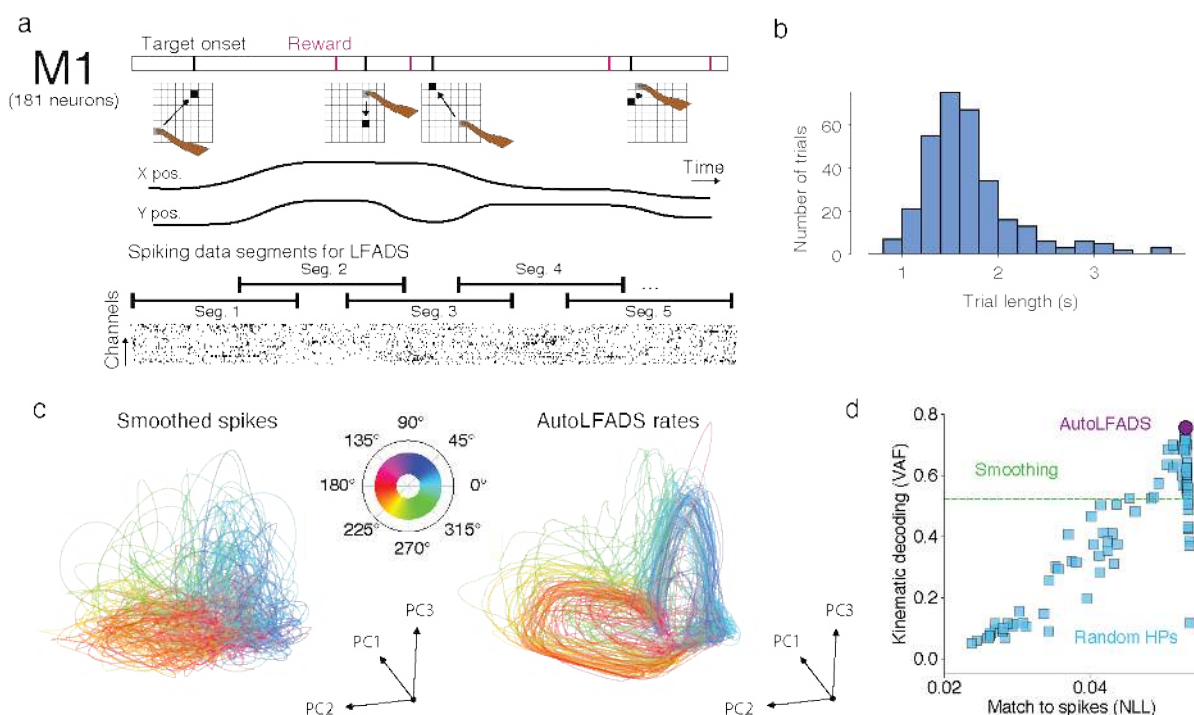 a
M1
(181 neurons)
Target onset
Reward
X pos.
Time
Y pos.
Spiking data segments for LFADS
Seg. 2
Seg. 4
...
Seg. 1
Seg. 3
Seg. 5
Channels
b
Number of trials
60
40
20
0
1
2
3
Trial length (s)
c
Smoothed spikes
90°
135°
45°
180°
0°
225°
315°
270°
AutoLFADS rates
PC3
PC1
PC2
PC3
PC1
PC2
d
Kinematic decoding (VAF)
0.8
0.6
0.4
0.2
0.0
AutoLFADS
Smoothing
Random HPs
0.02
0.04
Match to spikes (NLL)